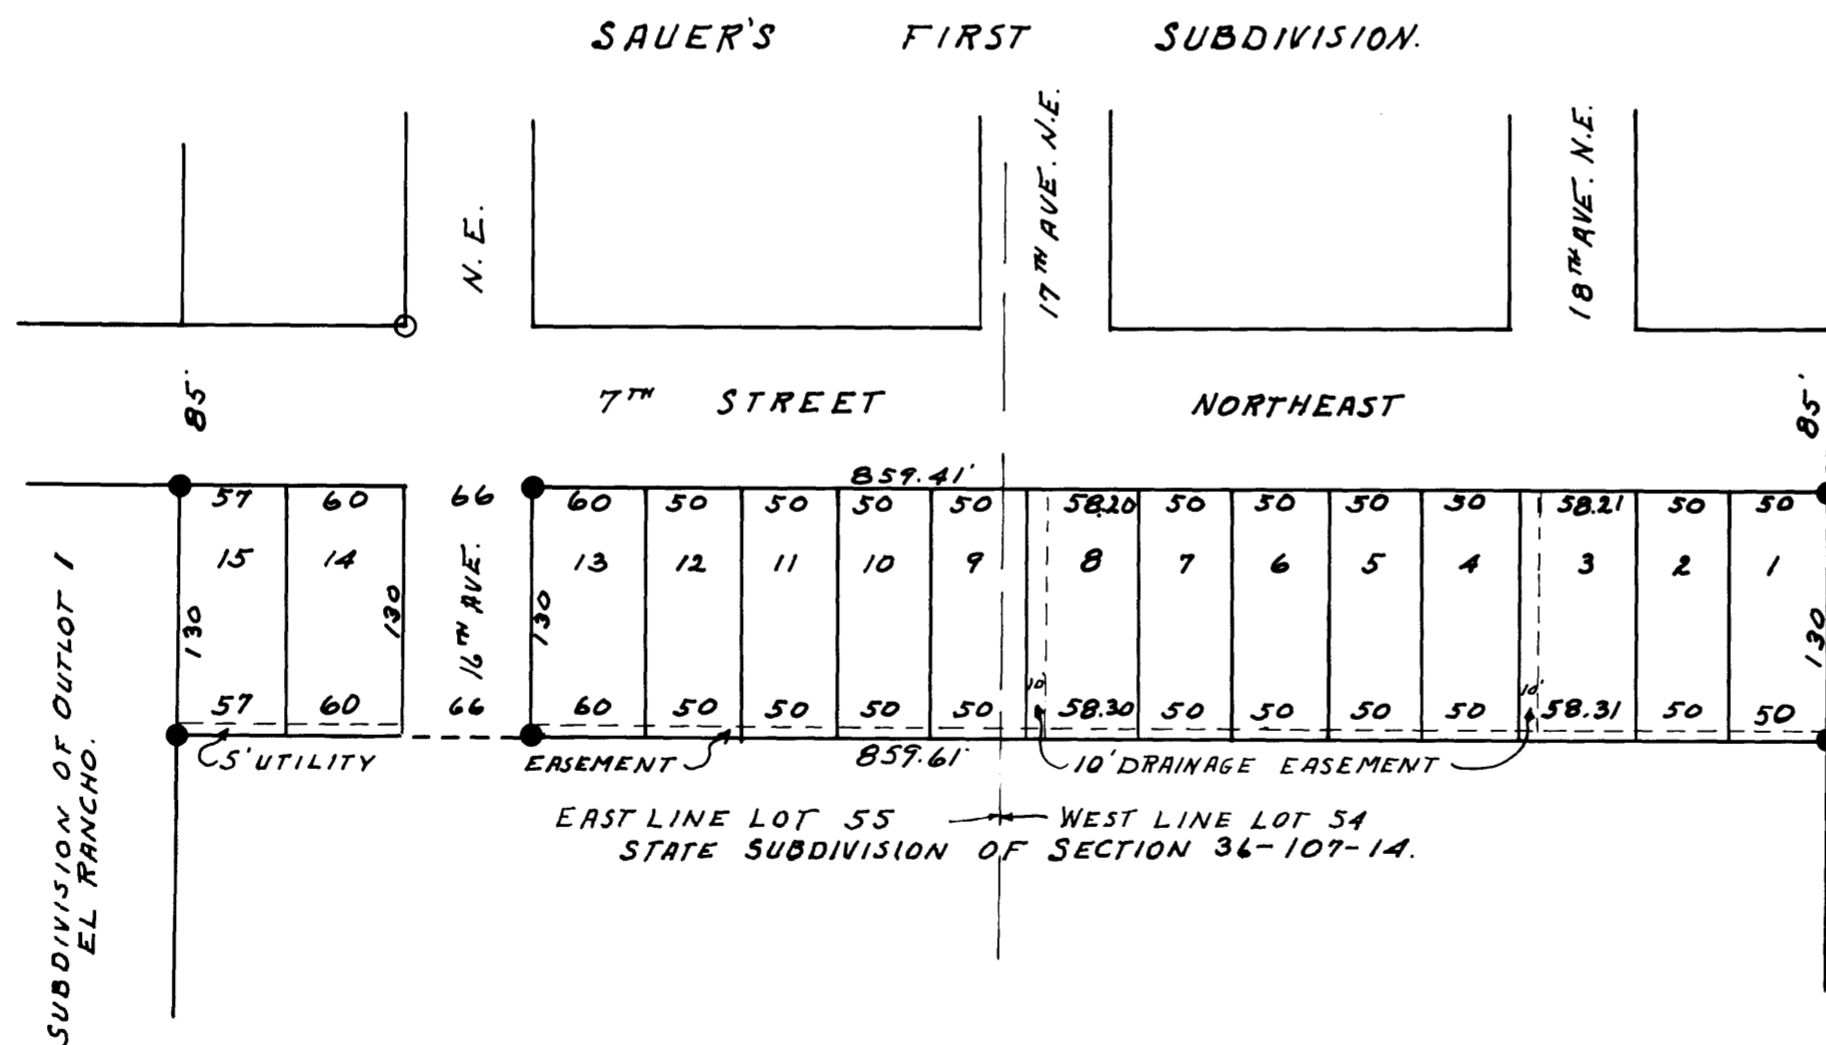 SAUER'S FIRST SUBDIVISION.
N.E.
17TH AVE. N.E.
18TH AVE. N.E.
85'
7TH STREET NORTHEAST
85'
859.41'
57 60 66 60 50 50 50 50 58.20 50 50 50 50 58.21 50 50
15 14 13 12 11 10 9 8 7 6 5 4 3 2 1
130 130 16TH AVE. 130 130
10' 10'
57 60 66 60 50 50 50 50 58.30 50 50 50 50 58.31 50 50
5' UTILITY EASEMENT 859.61' 10' DRAINAGE EASEMENT
EAST LINE LOT 55 WEST LINE LOT 54
STATE SUBDIVISION OF SECTION 36-107-14.
SUBDIVISION OF OUTLOT 1
EL RANCHO.